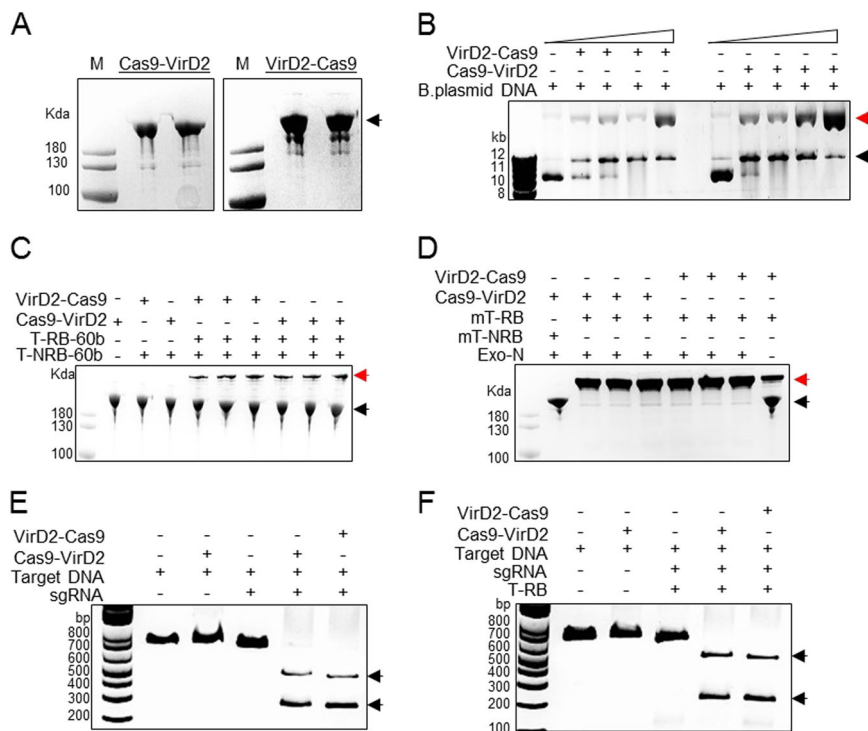 A
M Cas9-VirD2 M VirD2-Cas9
Kda
180
130
100
B
VirD2-Cas9 - + + + + - - - - -
Cas9-VirD2 - - - - - - + + + +
B.plasmid DNA + + + + + + + + + +
kb
12
11
10
8
C
VirD2-Cas9 - + - + + + - - - -
Cas9-VirD2 + - + - - - + + + +
T-RB-60b - - - + + + + + + +
T-NRB-60b - + + + + + + + + +
Kda
180
130
100
D
VirD2-Cas9 - - - - + + + +
Cas9-VirD2 + + + + - - - -
mT-RB - + + + + + + +
mT-NRB + - - - - - - -
Exo-N + + + + + + + -
Kda
180
130
100
E
VirD2-Cas9 - - - - +
Cas9-VirD2 - + - + -
Target DNA + + + + +
sgRNA - - + + +
bp
800
700
600
500
400
300
200
F
VirD2-Cas9 - - - - +
Cas9-VirD2 - + - + -
Target DNA + + + + +
sgRNA - - + + +
T-RB - - + + +
bp
800
700
600
500
400
300
200
100